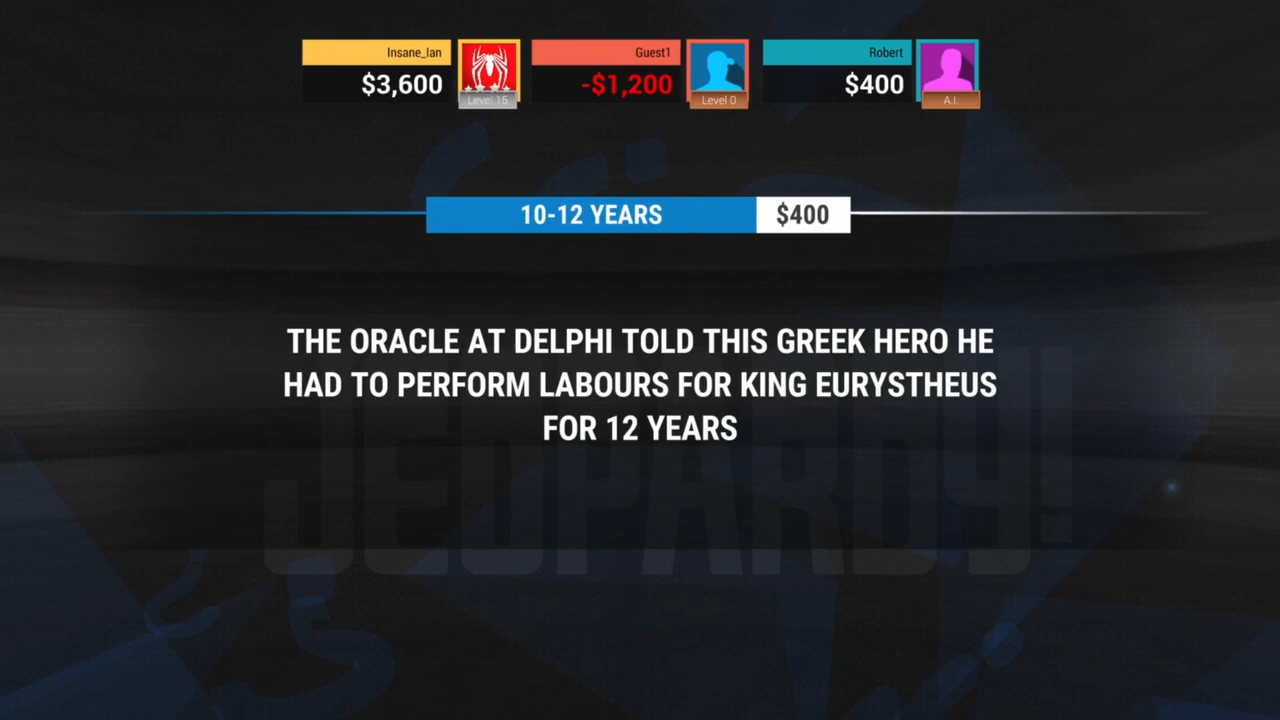 Insane_Ian
$3,600
Level 15
Guest1
-$1,200
Level 0
Robert
$400
A.I.
10-12 YEARS $400
THE ORACLE AT DELPHI TOLD THIS GREEK HERO HE
HAD TO PERFORM LABOURS FOR KING EURYSTHEUS
FOR 12 YEARS
JEOPARDY!